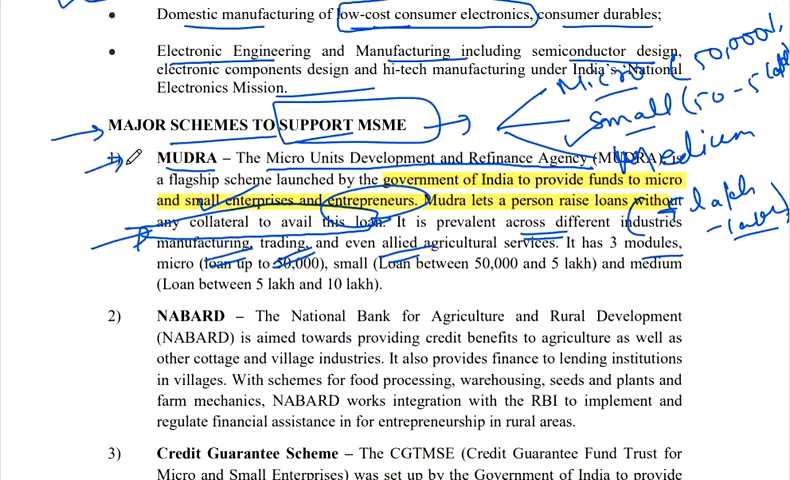 • Domestic manufacturing of low-cost consumer electronics, consumer durables;
• Electronic Engineering and Manufacturing including semiconductor design,
electronic components design and hi-tech manufacturing under India's National
Electronics Mission.
Micro (50,000),
Small (50-5 lakh)
Medium
MAJOR SCHEMES TO SUPPORT MSME
1) MUDRA – The Micro Units Development and Refinance Agency (MUDRA) is
a flagship scheme launched by the government of India to provide funds to micro
and small enterprises and entrepreneurs. Mudra lets a person raise loans without
any collateral to avail this loan. It is prevalent across different industries
manufacturing, trading, and even allied agricultural services. It has 3 modules,
micro (loan up to 50,000), small (Loan between 50,000 and 5 lakh) and medium
(Loan between 5 lakh and 10 lakh).
lakh
2) NABARD – The National Bank for Agriculture and Rural Development
(NABARD) is aimed towards providing credit benefits to agriculture as well as
other cottage and village industries. It also provides finance to lending institutions
in villages. With schemes for food processing, warehousing, seeds and plants and
farm mechanics, NABARD works integration with the RBI to implement and
regulate financial assistance in for entrepreneurship in rural areas.
3) Credit Guarantee Scheme – The CGTMSE (Credit Guarantee Fund Trust for
Micro and Small Enterprises) was set up by the Government of India to provide